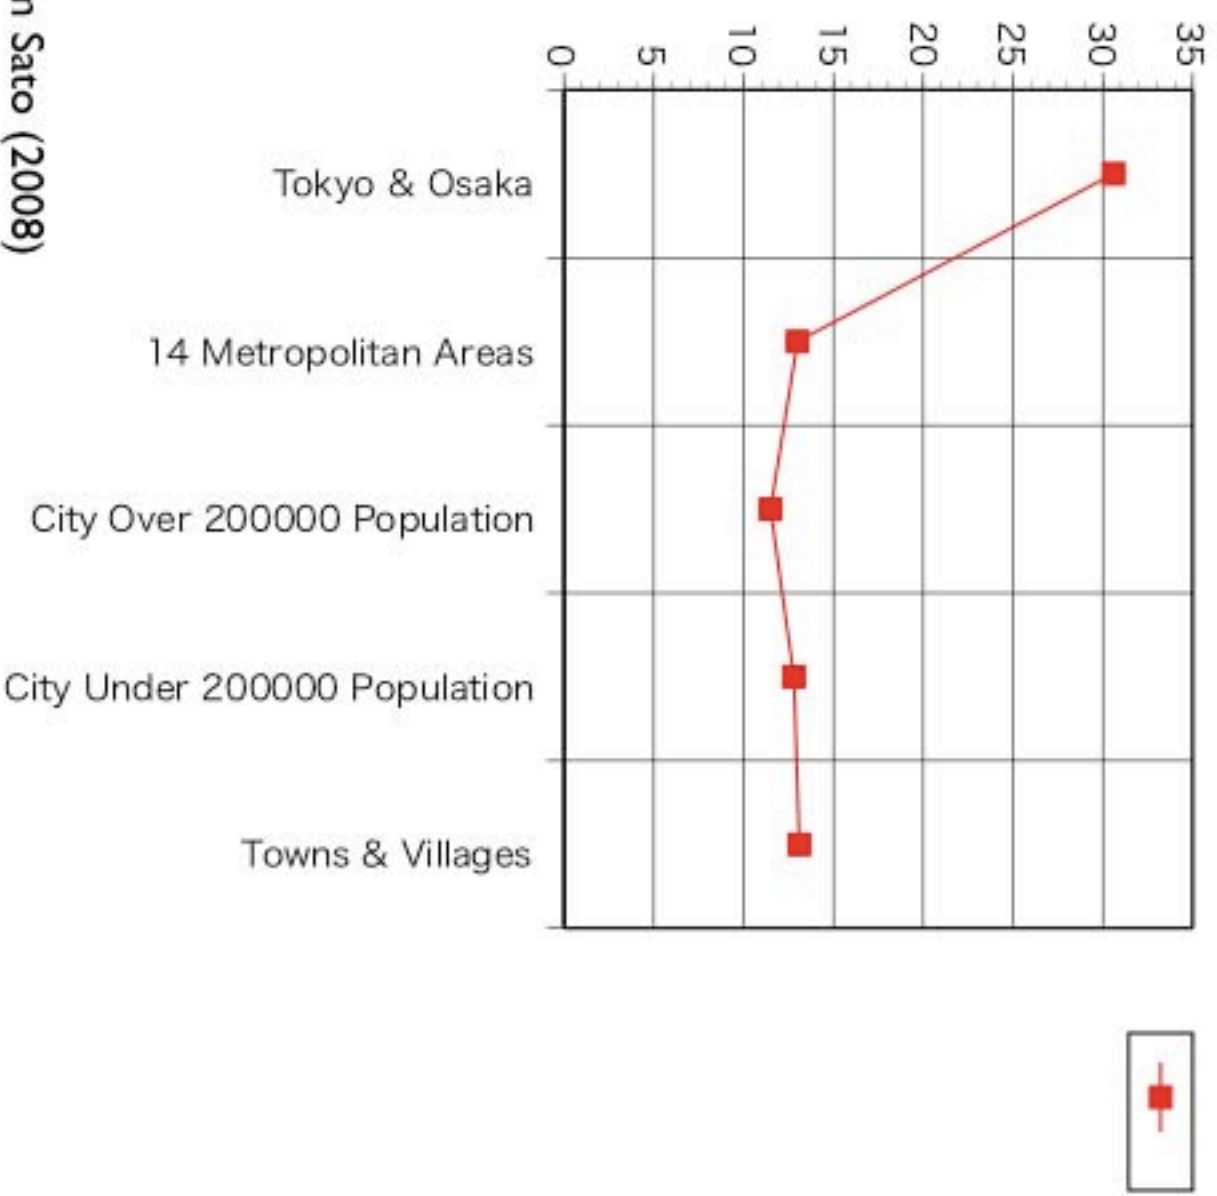 0
5
10
15
20
25
30
35
Tokyo & Osaka
14 Metropolitan Areas
City Over 200000 Population
City Under 200000 Population
Towns & Villages
Sato (2008)